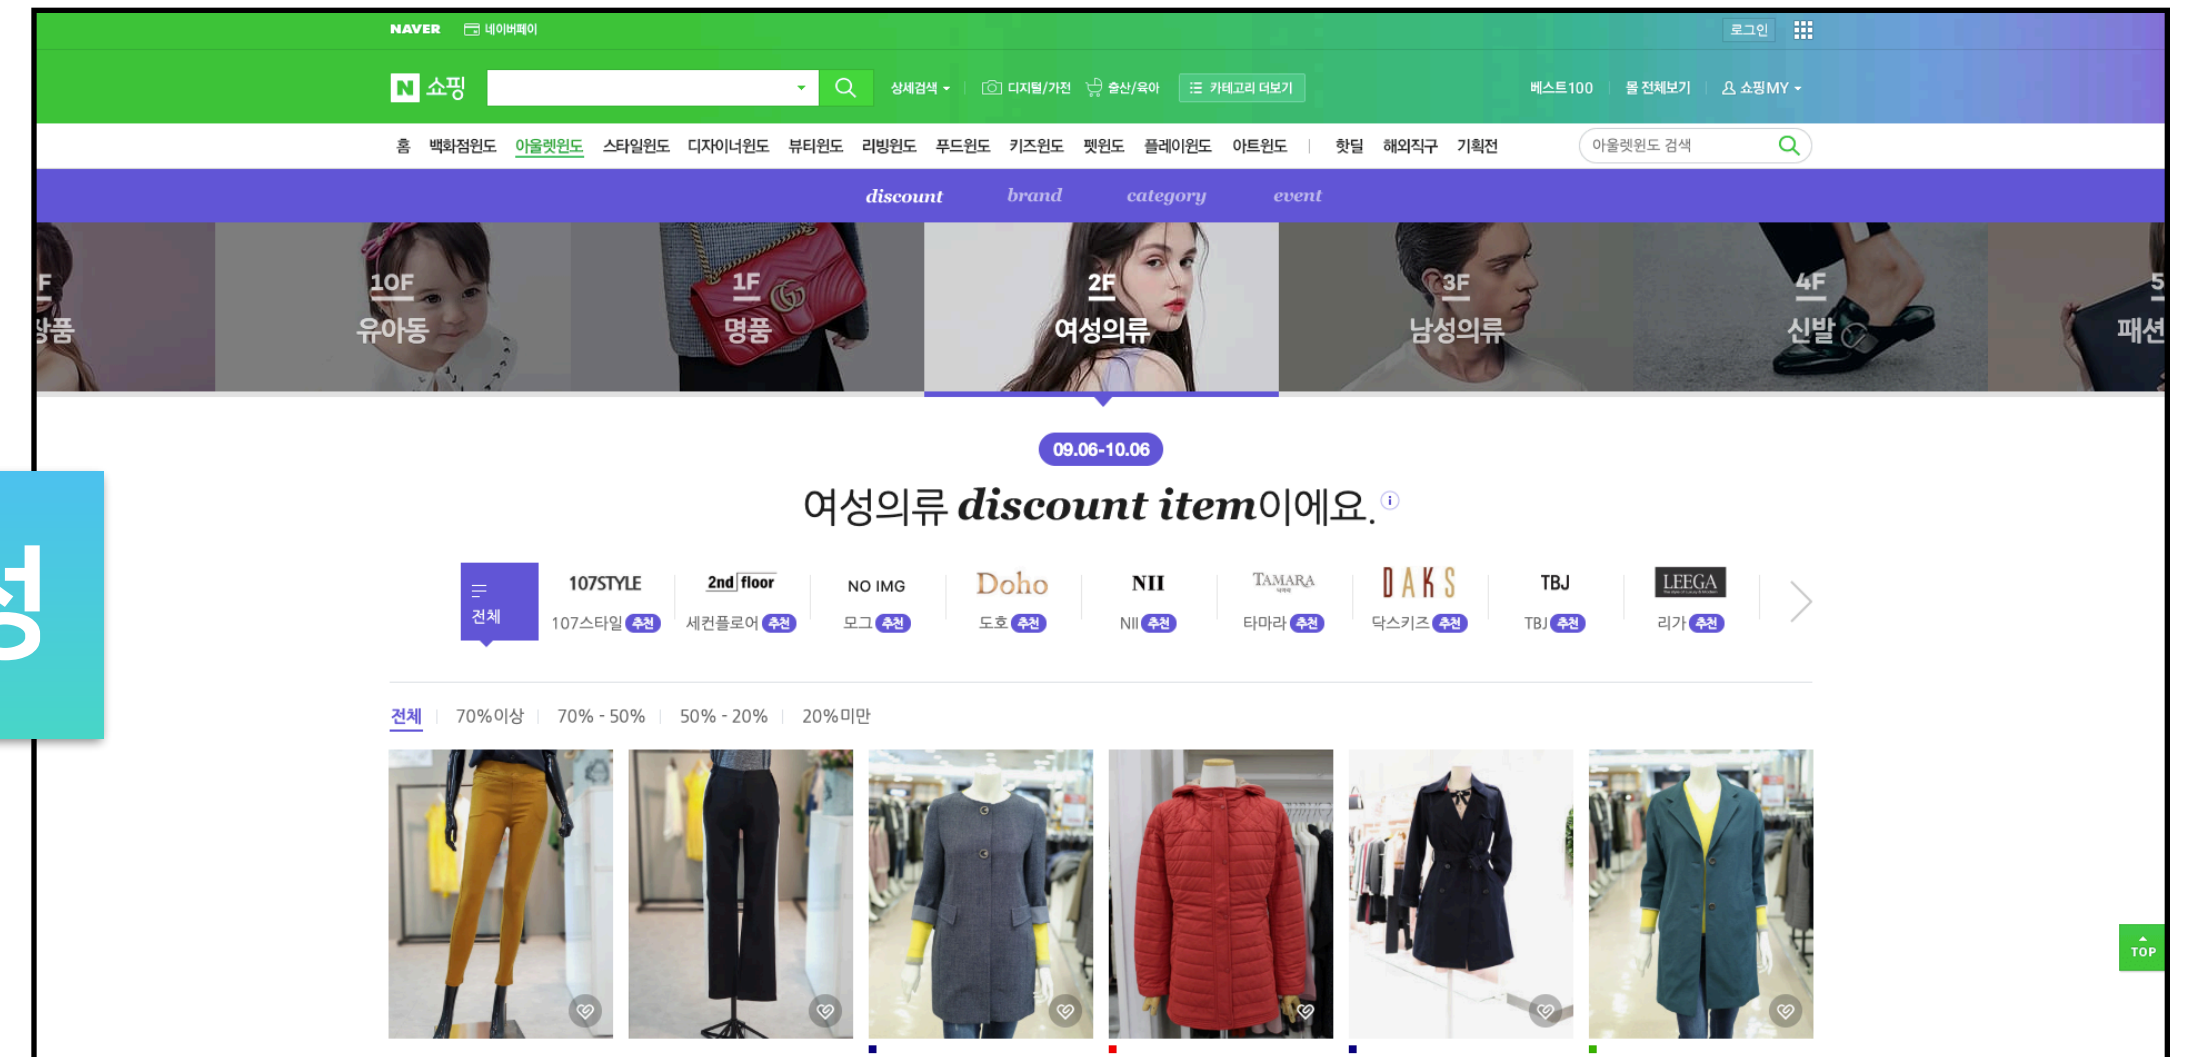 NAVER 네이버페이 로그인
N 쇼핑 상세검색 디지털/가전 출산/육아 카테고리 더보기 베스트100 몰 전체보기 쇼핑MY
홈 백화점윈도 아울렛윈도 스타일윈도 디자이너윈도 뷰티윈도 리빙윈도 푸드윈도 키즈윈도 펫윈도 플레이윈도 아트윈도 핫딜 해외직구 기획전 아울렛윈도 검색
discount brand category event
F 10F 1F 2F 3F 4F 5
유아동 명품 여성의류 남성의류 신발 패션
09.06-10.06
여성의류 discount item이에요.
전체
107STYLE 2nd floor NO IMG Doho NII TAMARA DAKS TBJ LEEGA
107스타일 추천 세컨플로어 추천 모그 추천 도호 추천 NII 추천 타마라 추천 닥스키즈 추천 TBJ 추천 리가 추천
전체 70%이상 70% - 50% 50% - 20% 20%미만
TOP